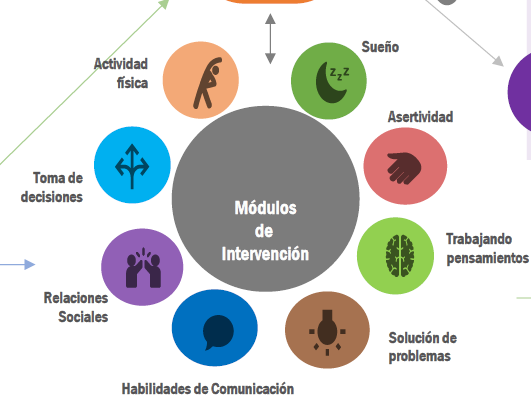 Actividad
física
Sueño
zzz
Asertividad
Toma de
decisiones
Módulos
de
Intervención
Trabajando
pensamientos
Relaciones
Sociales
Solución de
problemas
Habilidades de Comunicación